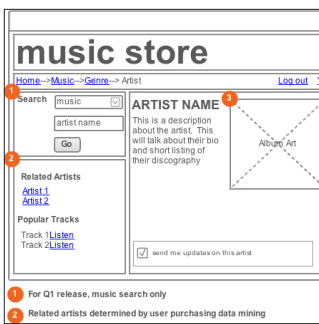 music store
Home-->Music-->Genre--> Artist
Log out
1
Search
music
artist name
Go
ARTIST NAME
This is a description
about the artist. This
will talk about their bio
and short listing of
their discography
3
Album Art
2
Related Artists
Artist 1
Artist 2
Popular Tracks
Track 1Listen
Track 2Listen
send me updates on this artist
1 For Q1 release, music search only
2 Related artists determined by user purchasing data mining